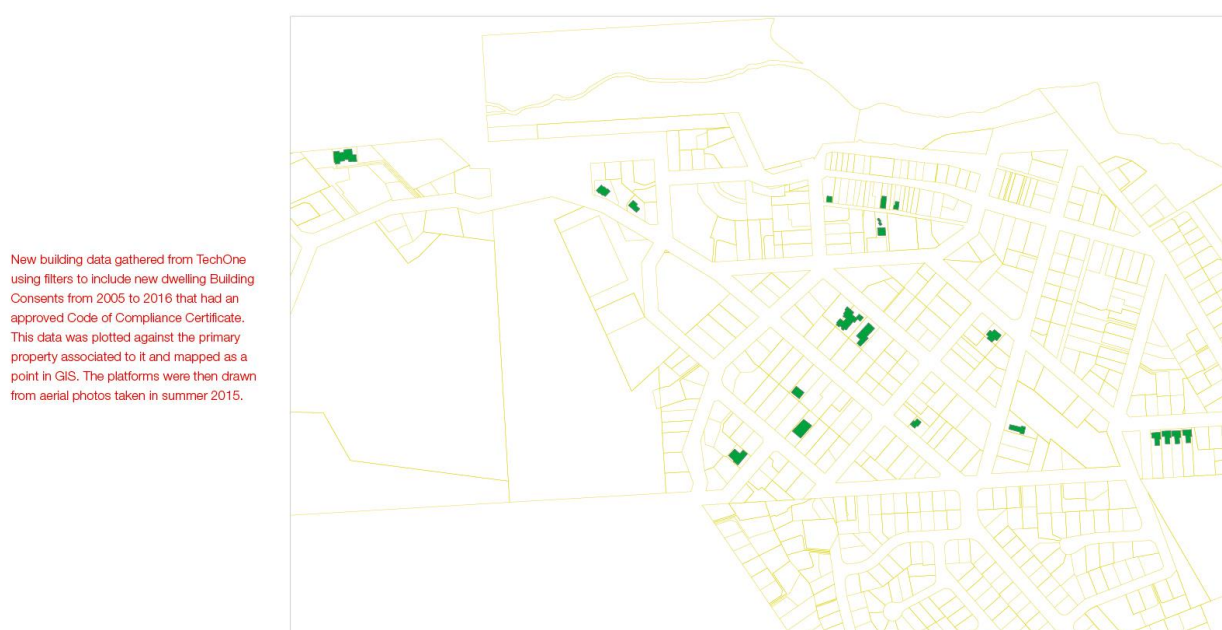 New building data gathered from TechOne
using filters to include new dwelling Building
Consents from 2005 to 2016 that had an
approved Code of Compliance Certificate.
This data was plotted against the primary
property associated to it and mapped as a
point in GIS. The platforms were then drawn
from aerial photos taken in summer 2015.